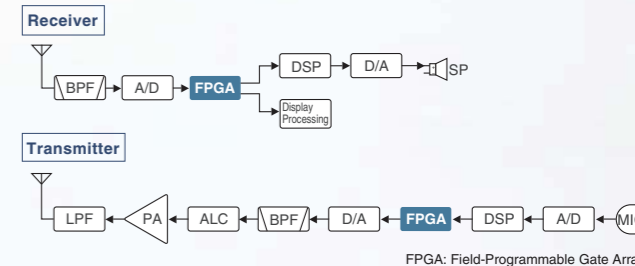 Receiver
BPF
A/D
FPGA
DSP
D/A
SP
Display
Processing
Transmitter
LPF
PA
ALC
BPF
D/A
FPGA
DSP
A/D
FPGA: Field-Programmable Gate